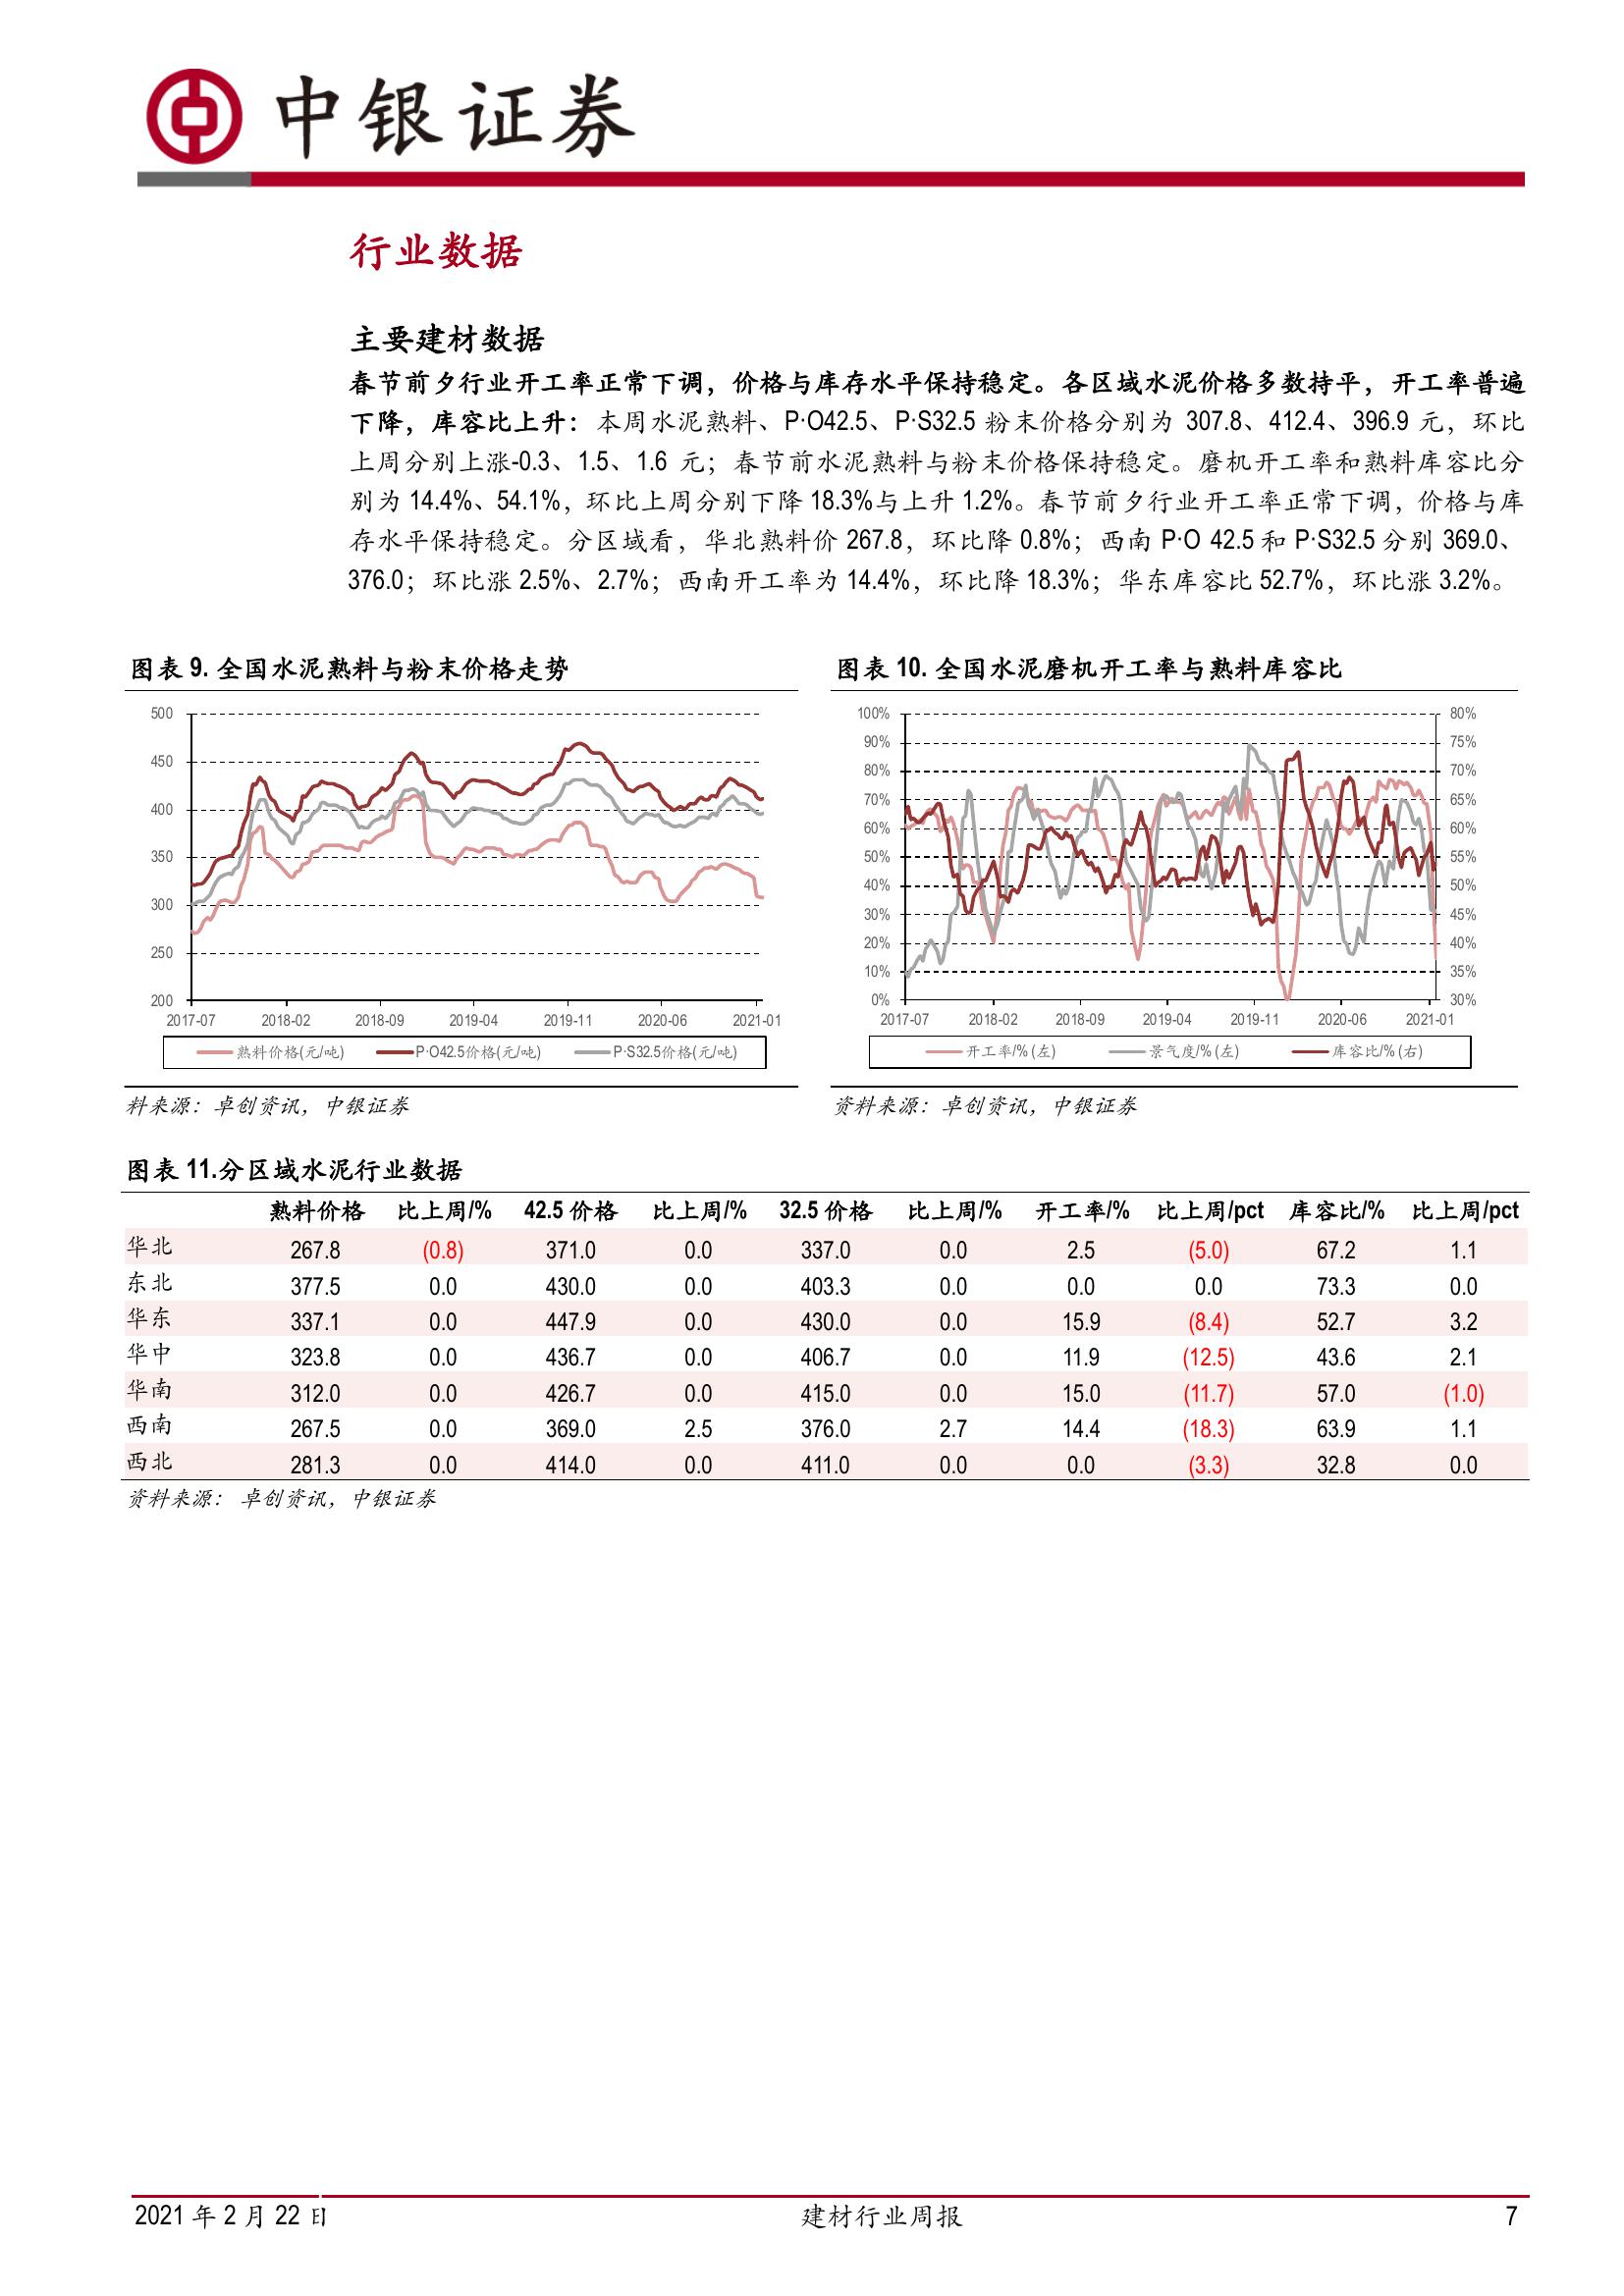 中银证券
行业数据
主要建材数据
春节前夕行业开工率正常下调，价格与库存水平保持稳定。各区域水泥价格多数持平，开工率普遍
下降，库容比上升：本周水泥熟料、P·O42.5、P·S32.5 粉末价格分别为 307.8、412.4、396.9 元，环比
上周分别上涨-0.3、1.5、1.6 元；春节前水泥熟料与粉末价格保持稳定。磨机开工率和熟料库容比分
别为 14.4%、54.1%，环比上周分别下降 18.3%与上升 1.2%。春节前夕行业开工率正常下调，价格与库
存水平保持稳定。分区域看，华北熟料价 267.8，环比降 0.8%；西南 P·O 42.5 和 P·S32.5 分别 369.0、
376.0；环比涨 2.5%、2.7%；西南开工率为 14.4%，环比降 18.3%；华东库容比 52.7%，环比涨 3.2%。
图表 9. 全国水泥熟料与粉末价格走势
500
450
400
350
300
250
200
2017-07 2018-02 2018-09 2019-04 2019-11 2020-06 2021-01
熟料价格(元/吨) P·O42.5价格(元/吨) P·S32.5价格(元/吨)
料来源：卓创资讯，中银证券
图表 10. 全国水泥磨机开工率与熟料库容比
100% 80%
90% 75%
80% 70%
70% 65%
60% 60%
50% 55%
40% 50%
30% 45%
20% 40%
10% 35%
0% 30%
2017-07 2018-02 2018-09 2019-04 2019-11 2020-06 2021-01
开工率/% (左) 景气度/% (左) 库容比/% (右)
资料来源：卓创资讯，中银证券
图表 11.分区域水泥行业数据
熟料价格 比上周/% 42.5 价格 比上周/% 32.5 价格 比上周/% 开工率/% 比上周/pct 库容比/% 比上周/pct
华北 267.8 (0.8) 371.0 0.0 337.0 0.0 2.5 (5.0) 67.2 1.1
东北 377.5 0.0 430.0 0.0 403.3 0.0 0.0 0.0 73.3 0.0
华东 337.1 0.0 447.9 0.0 430.0 0.0 15.9 (8.4) 52.7 3.2
华中 323.8 0.0 436.7 0.0 406.7 0.0 11.9 (12.5) 43.6 2.1
华南 312.0 0.0 426.7 0.0 415.0 0.0 15.0 (11.7) 57.0 (1.0)
西南 267.5 0.0 369.0 2.5 376.0 2.7 14.4 (18.3) 63.9 1.1
西北 281.3 0.0 414.0 0.0 411.0 0.0 0.0 (3.3) 32.8 0.0
资料来源： 卓创资讯，中银证券
2021 年 2 月 22 日 建材行业周报 7